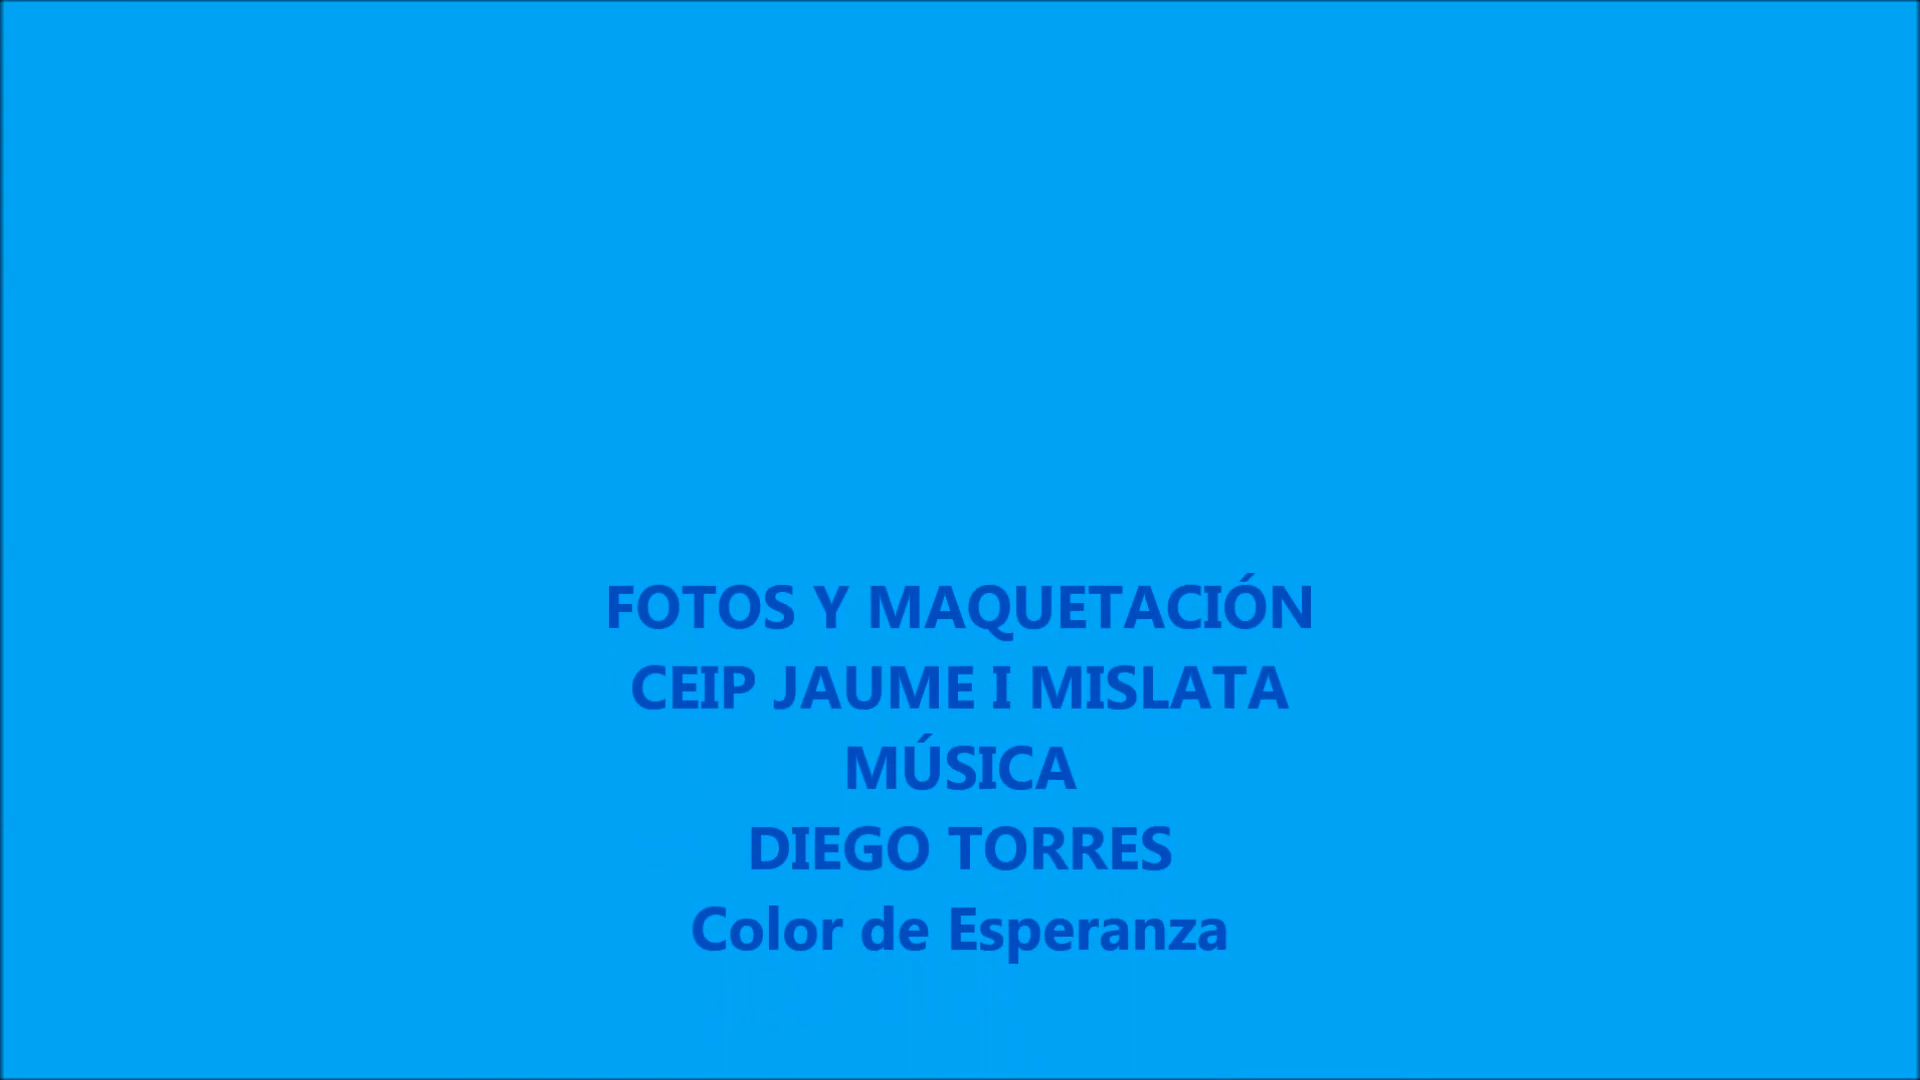 FOTOS Y MAQUETACIÓN
CEIP JAUME I MISLATA
MÚSICA
DIEGO TORRES
Color de Esperanza